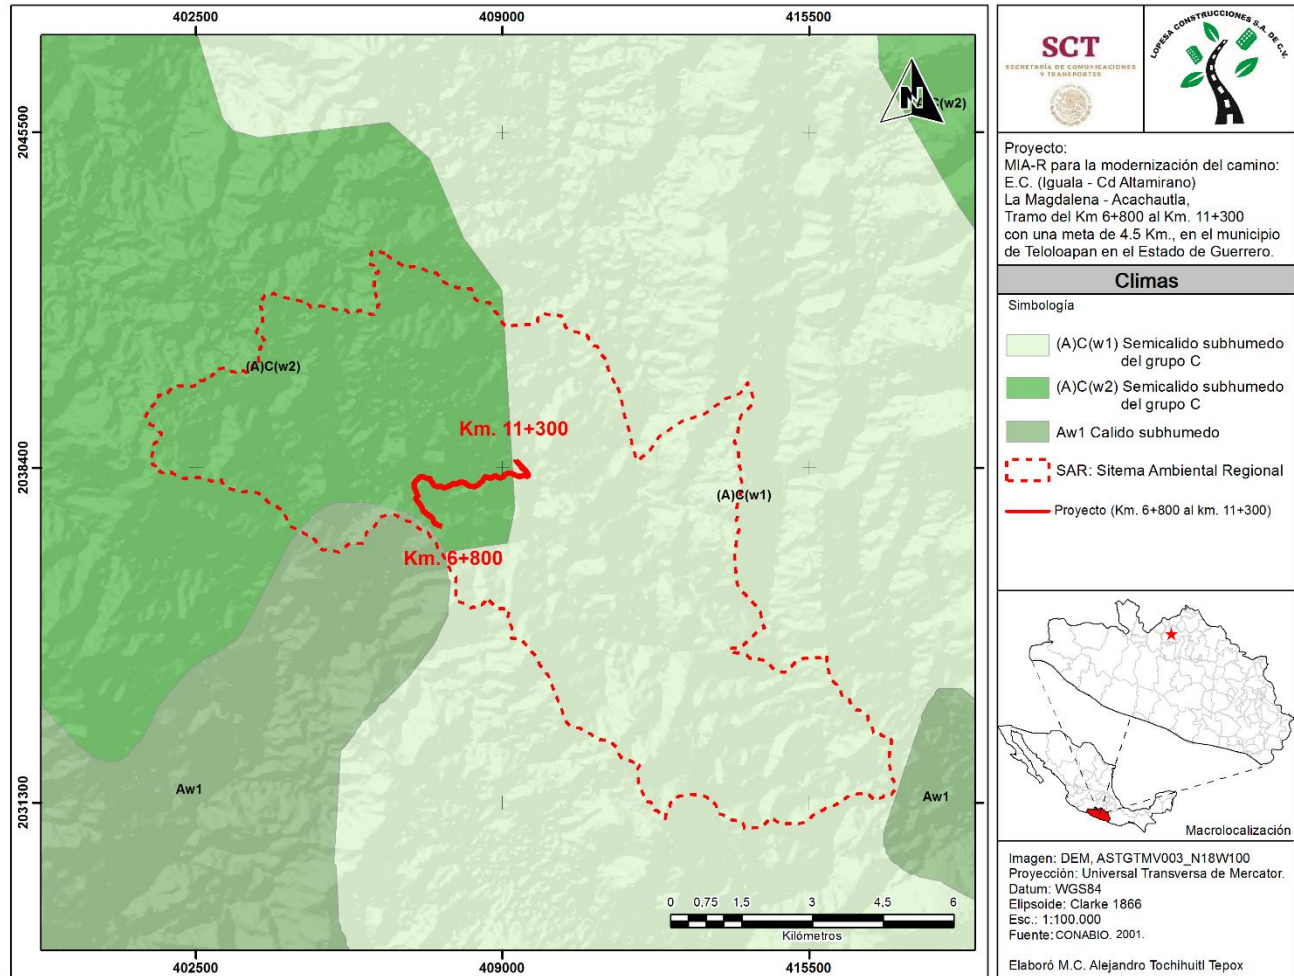 402500
409000
415500
2045500
2038400
2031300
N
(A)C(w2)
(A)C(w2)
Km. 11+300
(A)C(w1)
Km. 6+800
Aw1
Aw1
0 0,75 1,5 3 4,5 6
Kilómetros
402500
409000
415500
SCT
SECRETARÍA DE COMUNICACIONES
Y TRANSPORTES
LOPESA CONSTRUCCIONES S.A. DE C.V.
Proyecto:
MIA-R para la modernización del camino:
E.C. (Iguala - Cd Altamirano)
La Magdalena - Acachautla,
Tramo del Km 6+800 al Km. 11+300
con una meta de 4.5 Km., en el municipio
de Teloloapan en el Estado de Guerrero.
Climas
Simbología
(A)C(w1) Semicalido subhumedo
del grupo C
(A)C(w2) Semicalido subhumedo
del grupo C
Aw1 Calido subhumedo
SAR: Sitema Ambiental Regional
Proyecto (Km. 6+800 al km. 11+300)
Macrolocalización
Imagen: DEM, ASTGTMV003_N18W100
Proyección: Universal Transversa de Mercator.
Datum: WGS84
Elipsoide: Clarke 1866
Esc.: 1:100.000
Fuente: CONABIO. 2001.
Elaboró M.C. Alejandro Tochihuitl Tepox